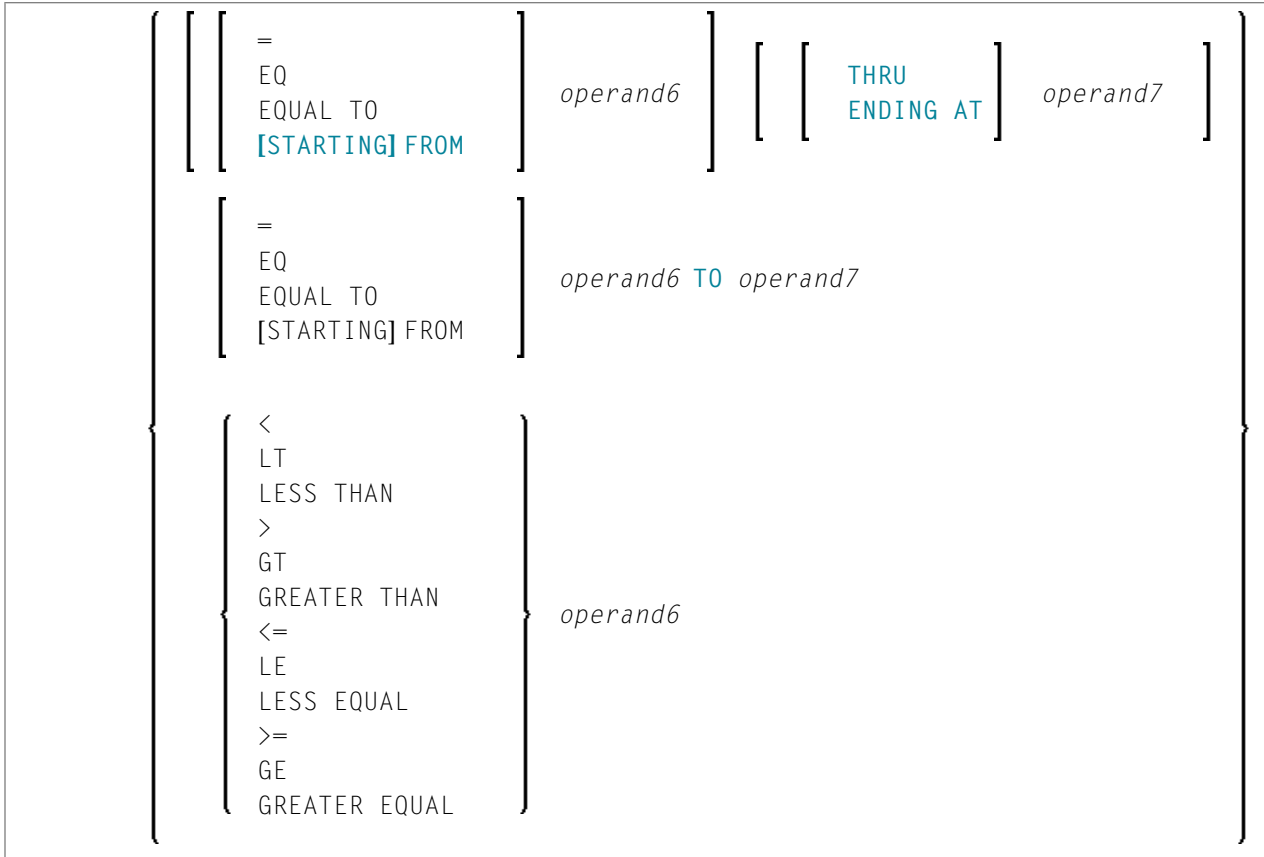 =
EQ
EQUAL TO
[STARTING] FROM
operand6
THRU
ENDING AT
operand7
=
EQ
EQUAL TO
[STARTING] FROM
operand6 TO operand7
<
LT
LESS THAN
>
GT
GREATER THAN
<=
LE
LESS EQUAL
>=
GE
GREATER EQUAL
operand6